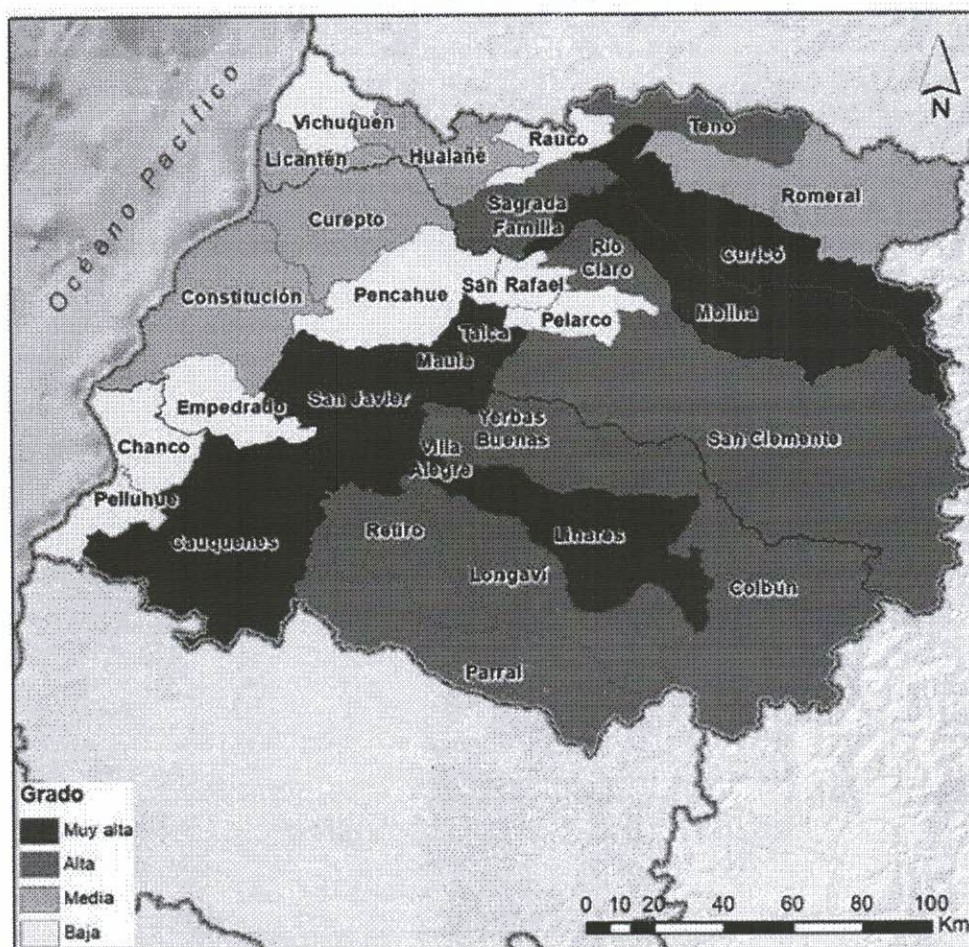 Océano Pacífico
N
Vichuquén
Teno
Rauco
Licantén
Hualañé
Romeral
Sagrada
Familia
Curepto
Río
Claro
Curicó
Constitución
Pencahue
San Rafael
Molina
Pelarco
Talca
Maule
San Javier
Empedrado
Yerbas
Buenas
San Clemente
Chanco
Villa
Alegre
Pelluhue
Cauquenes
Retiro
Linares
Longaví
Colbún
Parral
Grado
Muy alta
Alta
Media
Baja
0 10 20 40 60 80 100
Km